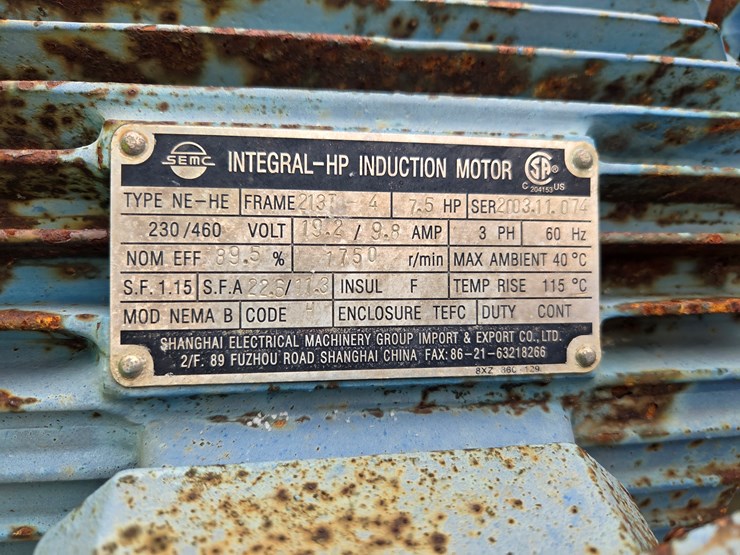 SEMC INTEGRAL-HP. INDUCTION MOTOR SA C 204153 US
TYPE NE-HE FRAME 213T - 4 7.5 HP SER 2003.11.074
230/460 VOLT 19.2 / 9.8 AMP 3 PH 60 Hz
NOM EFF 89.5 % 1750 r/min MAX AMBIENT 40 °C
S.F. 1.15 S.F.A 22.6/11.3 INSUL F TEMP RISE 115 °C
MOD NEMA B CODE H ENCLOSURE TEFC DUTY CONT
SHANGHAI ELECTRICAL MACHINERY GROUP IMPORT & EXPORT CO., LTD.
2/F. 89 FUZHOU ROAD SHANGHAI CHINA FAX: 86-21-63218266